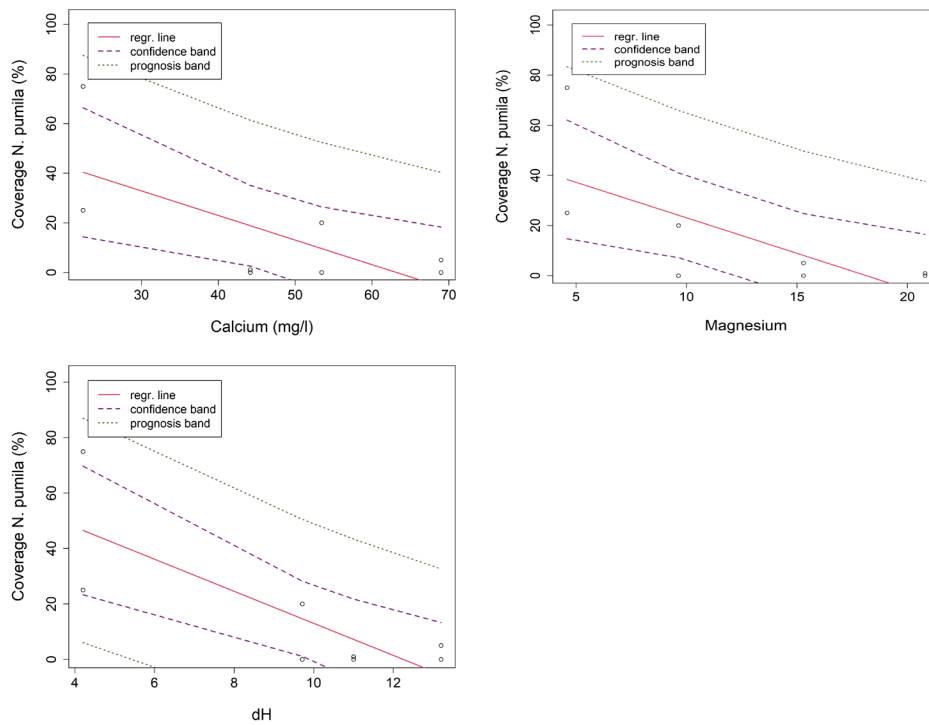 regr. line
confidence band
prognosis band
Coverage N. pumila (%)
100
80
60
40
20
0
30 40 50 60 70
Calcium (mg/l)
regr. line
confidence band
prognosis band
Coverage N. pumila (%)
100
80
60
40
20
0
5 10 15 20
Magnesium
regr. line
confidence band
prognosis band
Coverage N. pumila (%)
100
80
60
40
20
0
4 6 8 10 12
dH